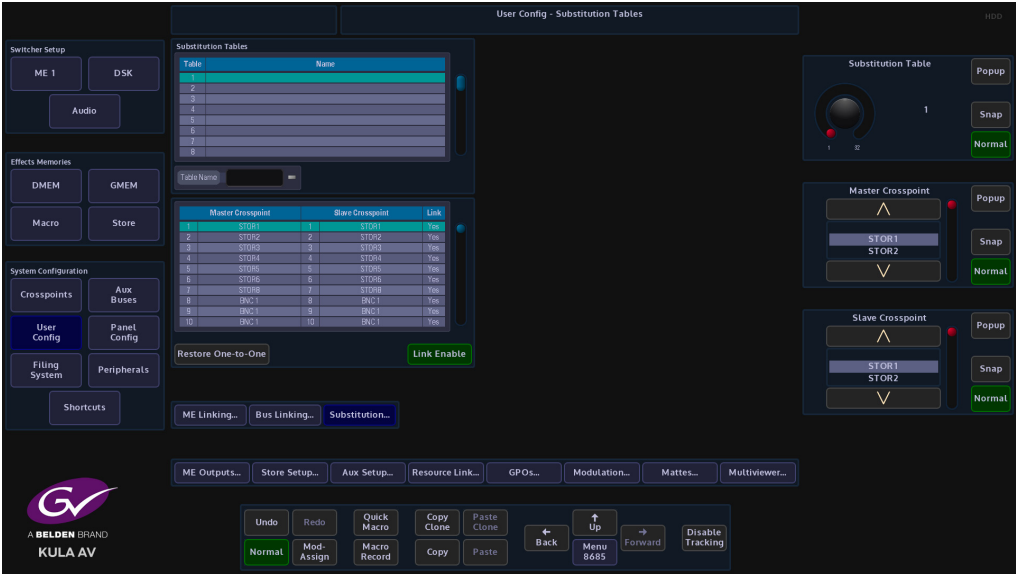 User Config - Substitution Tables
HDD
Switcher Setup
ME 1
DSK
Audio
Effects Memories
DMEM
GMEM
Macro
Store
System Configuration
Crosspoints
Aux
Buses
User
Config
Panel
Config
Filing
System
Peripherals
Shortcuts
Substitution Tables
Table Name
1
2
3
4
5
6
7
8
Table Name
Master Crosspoint Slave Crosspoint Link
1 STOR1 1 STOR1 Yes
2 STOR2 2 STOR2 Yes
3 STOR3 3 STOR3 Yes
4 STOR4 4 STOR4 Yes
5 STOR5 5 STOR5 Yes
6 STOR6 6 STOR6 Yes
7 STOR8 7 STOR8 Yes
8 BNC 1 8 BNC 1 Yes
9 BNC 1 9 BNC 1 Yes
10 BNC 1 10 BNC 1 Yes
Restore One-to-One
Link Enable
ME Linking...
Bus Linking...
Substitution...
Substitution Table
1
1 32
Popup
Snap
Normal
Master Crosspoint
STOR1
STOR2
Popup
Snap
Normal
Slave Crosspoint
STOR1
STOR2
Popup
Snap
Normal
ME Outputs...
Store Setup...
Aux Setup...
Resource Link...
GPOs...
Modulation...
Mattes...
Multiviewer...
GV
A BELDEN BRAND
KULA AV
Undo
Redo
Normal
Mod-
Assign
Quick
Macro
Macro
Record
Copy
Clone
Paste
Clone
Copy
Paste
Back
Up
Menu
8685
Forward
Disable
Tracking